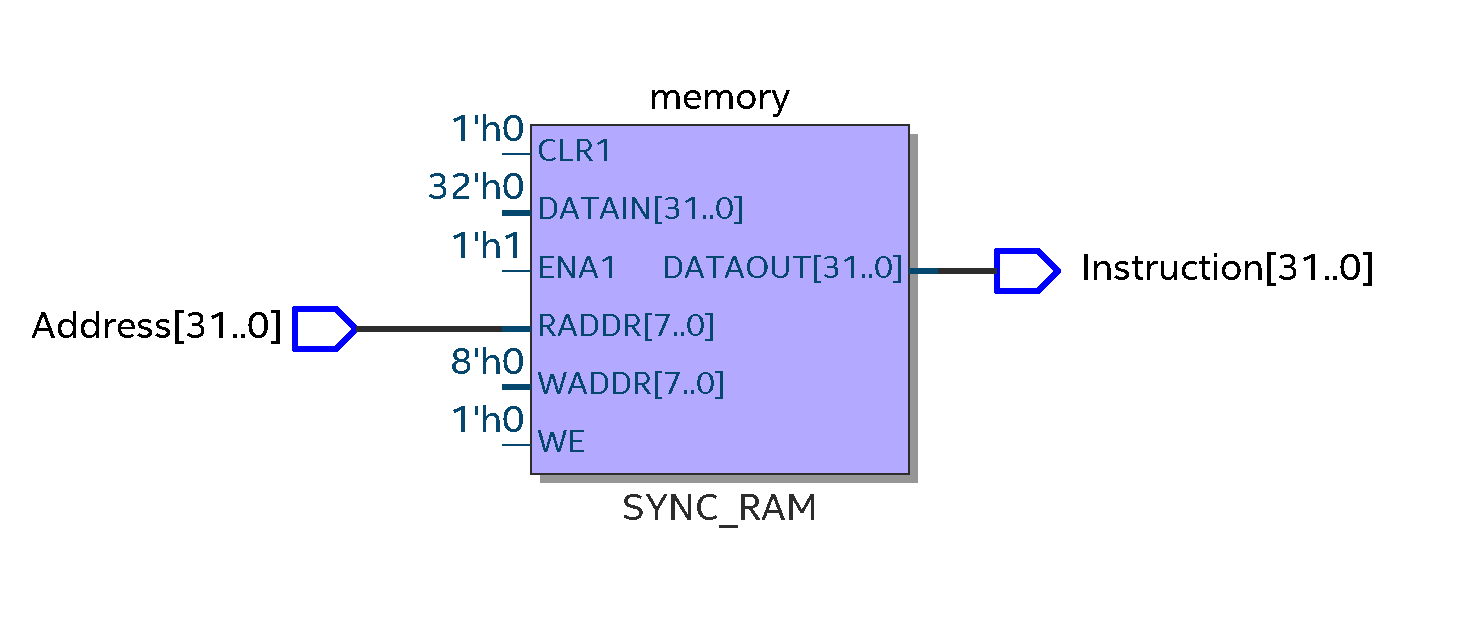 memory
1'h0
CLR1
32'h0
DATAIN[31..0]
1'h1
ENA1 DATAOUT[31..0]
Instruction[31..0]
Address[31..0]
RADDR[7..0]
8'h0
WADDR[7..0]
1'h0
WE
SYNC_RAM